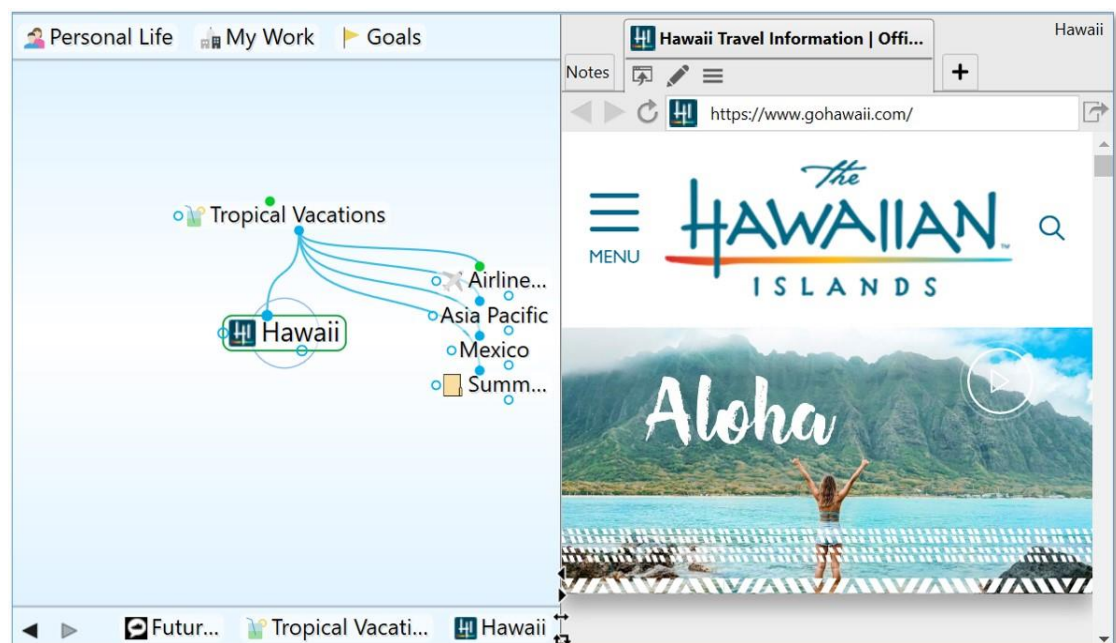 Personal Life My Work Goals
Tropical Vacations
Airline...
Asia Pacific
Hawaii
Mexico
Summ...
Futur... Tropical Vacati... Hawaii
Hawaii Travel Information | Offi... Hawaii
Notes
HI https://www.gohawaii.com/
MENU
The
HAWAIIAN
ISLANDS
Aloha